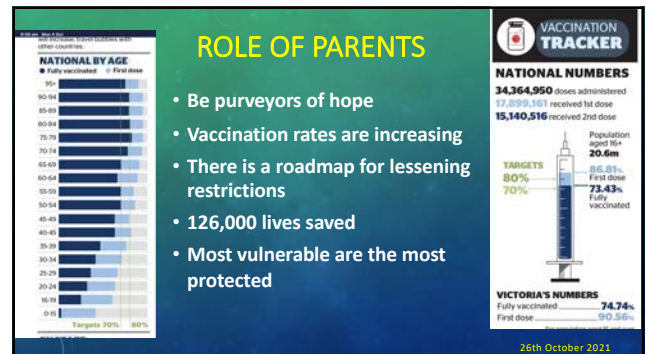 will increase, travel bubbles with
other countries.
NATIONAL BY AGE
Fully vaccinated First dose
95+
90-94
85-89
80-84
75-79
70-74
65-69
60-64
55-59
50-54
45-49
40-45
35-39
30-34
25-29
20-24
16-19
0-15
Targets 70% 80%
ROLE OF PARENTS
• Be purveyors of hope
• Vaccination rates are increasing
• There is a roadmap for lessening
restrictions
• 126,000 lives saved
• Most vulnerable are the most
protected
VACCINATION
TRACKER
NATIONAL NUMBERS
34,364,950 doses administered
17,899,161 received 1st dose
15,140,516 received 2nd dose
Population
aged 16+
20.6m
TARGETS
80%
70%
86.81%
First dose
73.43%
Fully
vaccinated
VICTORIA'S NUMBERS
Fully vaccinated 74.74%
First dose 90.56%
26th October 2021